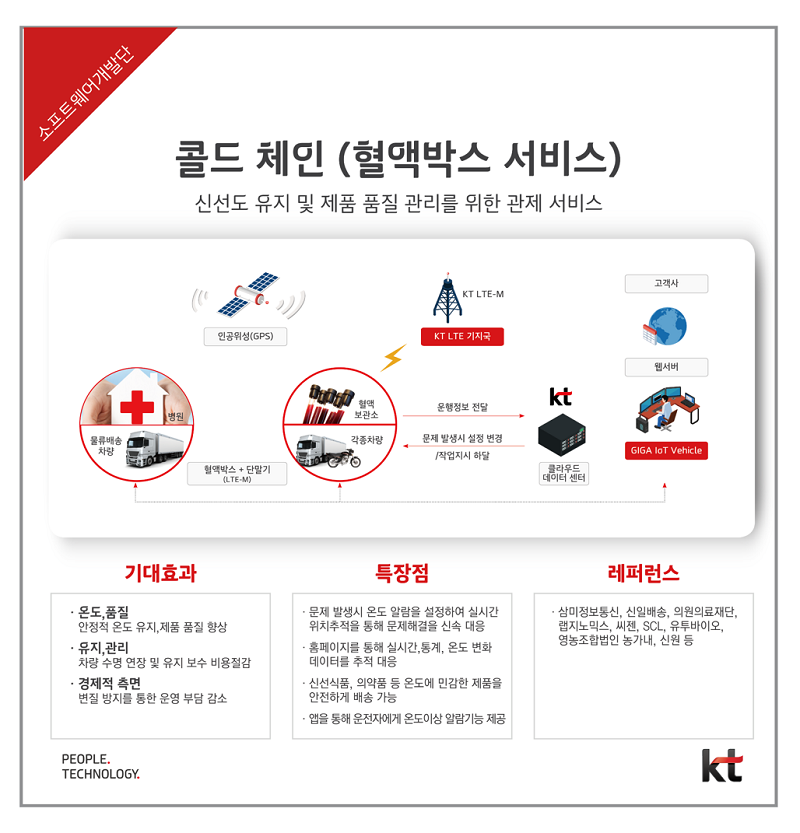 소프트웨어개발단
콜드 체인 (혈액박스 서비스)
신선도 유지 및 제품 품질 관리를 위한 관제 서비스
인공위성(GPS)
KT LTE-M
KT LTE 기지국
고객사
웹서버
GIGA IoT Vehicle
병원
물류배송
차량
혈액
보관소
각종차량
혈액박스 + 단말기
(LTE-M)
운행정보 전달
문제 발생시 설정 변경
/작업지시 하달
kt
클라우드
데이터 센터
기대효과
· 온도,품질
안정적 온도 유지,제품 품질 향상
· 유지,관리
차량 수명 연장 및 유지 보수 비용절감
· 경제적 측면
변질 방지를 통한 운영 부담 감소
특장점
· 문제 발생시 온도 알람을 설정하여 실시간
위치추적을 통해 문제해결을 신속 대응
· 홈페이지를 통해 실시간,통계, 온도 변화
데이터를 추적 대응
· 신선식품, 의약품 등 온도에 민감한 제품을
안전하게 배송 가능
· 앱을 통해 운전자에게 온도이상 알람기능 제공
레퍼런스
· 삼미정보통신, 신일배송, 의원의료재단,
랩지노믹스, 씨젠, SCL, 유투바이오,
영농조합법인 농가내, 신원 등
PEOPLE.
TECHNOLOGY.
kt